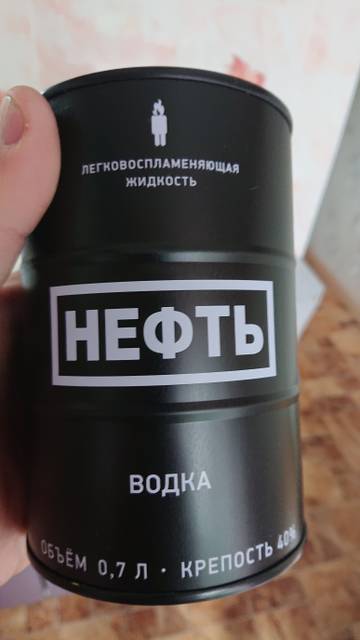 ЛЕГКОВОСПЛАМЕНЯЮЩАЯ
ЖИДКОСТЬ
НЕФТЬ
ВОДКА
ОБЪЁМ 0,7 Л · КРЕПОСТЬ 40%